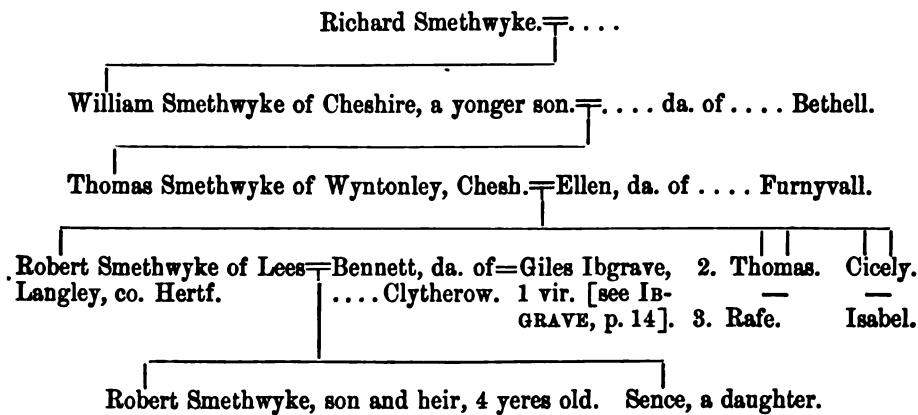 Richard Smethwyke.=. . . .
William Smethwyke of Cheshire, a yonger son.=. . . . da. of . . . . Bethell.
Thomas Smethwyke of Wyntonley, Chesh.=Ellen, da. of . . . . Furnyvall.
Robert Smethwyke of Lees=Bennett, da. of=Giles Ibgrave, 2. Thomas. Cicely.
Langley, co. Hertf. . . . . Clytherow. 1 vir. [see IB-
GRAVE, p. 14]. 3. Rafe. Isabel.
Robert Smethwyke, son and heir, 4 yeres old. Sence, a daughter.